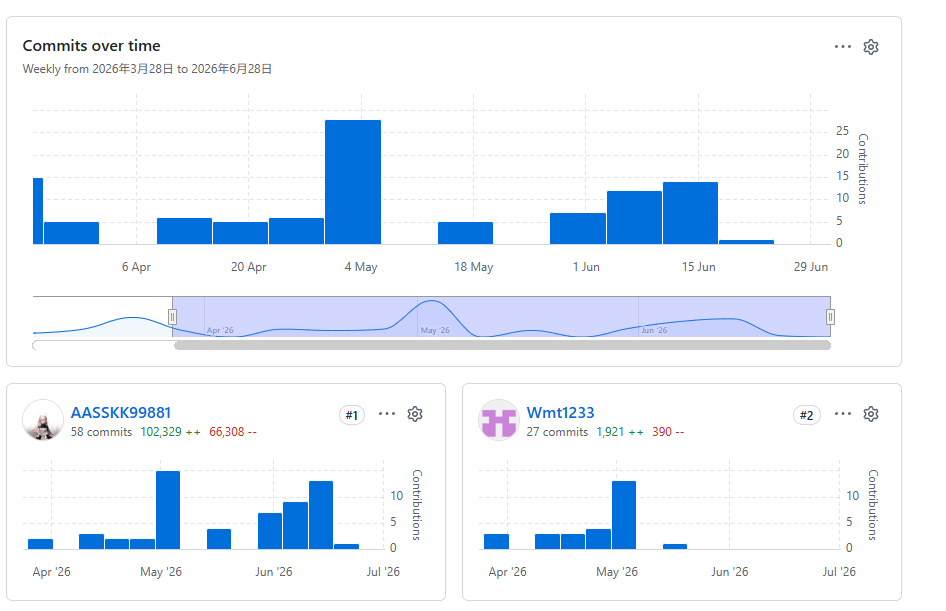 Commits over time
Weekly from 2026年3月28日 to 2026年6月28日
25
20
15
10
5
0
Contributions
6 Apr 20 Apr 4 May 18 May 1 Jun 15 Jun 29 Jun
Apr '26 May '26 Jun '26
AASSKK99881 #1
58 commits 102,329 ++ 66,308 --
10
5
0
Contributions
Apr '26 May '26 Jun '26 Jul '26
Wmt1233 #2
27 commits 1,921 ++ 390 --
10
5
0
Contributions
Apr '26 May '26 Jun '26 Jul '26